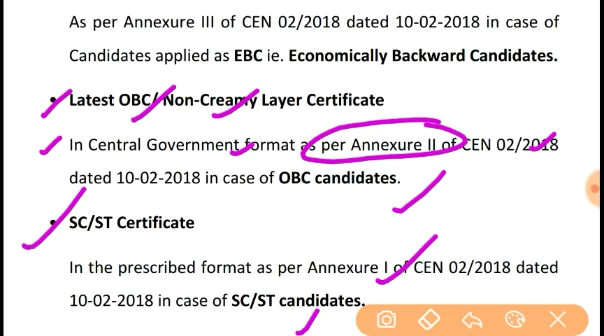 As per Annexure III of CEN 02/2018 dated 10-02-2018 in case of
Candidates applied as EBC ie. Economically Backward Candidates.
• Latest OBC/ Non-Creamy Layer Certificate
In Central Government format as per Annexure II of CEN 02/2018
dated 10-02-2018 in case of OBC candidates.
• SC/ST Certificate
In the prescribed format as per Annexure I of CEN 02/2018 dated
10-02-2018 in case of SC/ST candidates.